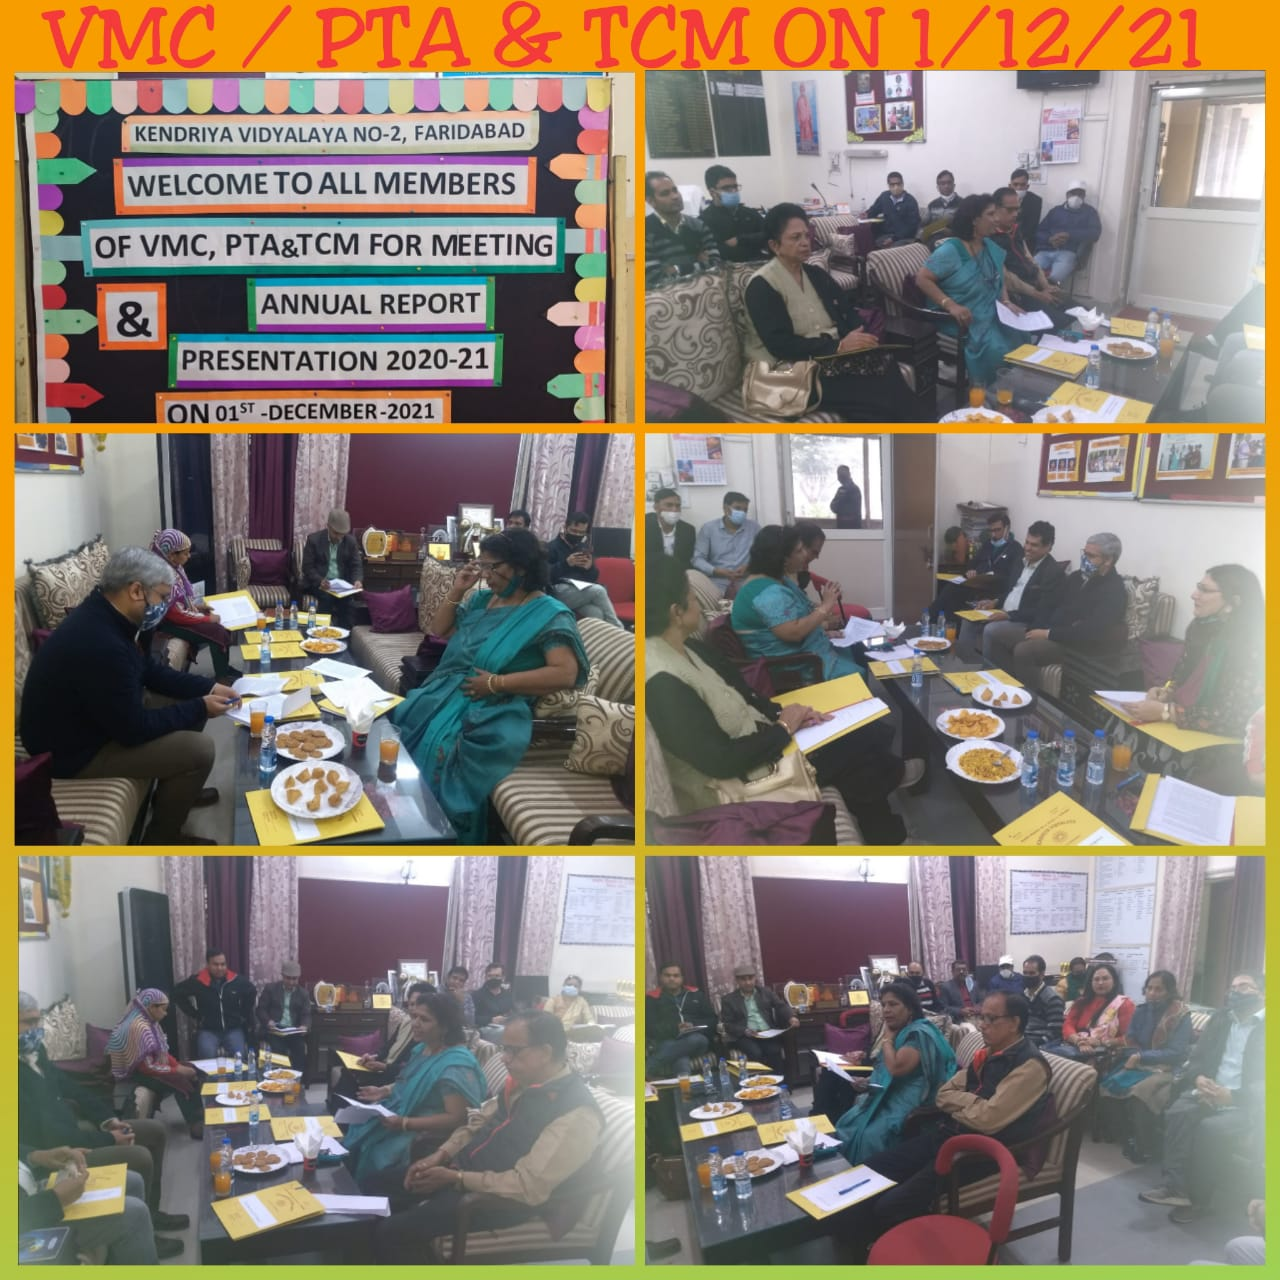 VMC / PTA & TCM ON 1/12/21
KENDRIYA VIDYALAYA NO-2, FARIDABAD
WELCOME TO ALL MEMBERS
OF VMC, PTA&TCM FOR MEETING
& ANNUAL REPORT
PRESENTATION 2020-21
ON 01ST -DECEMBER-2021